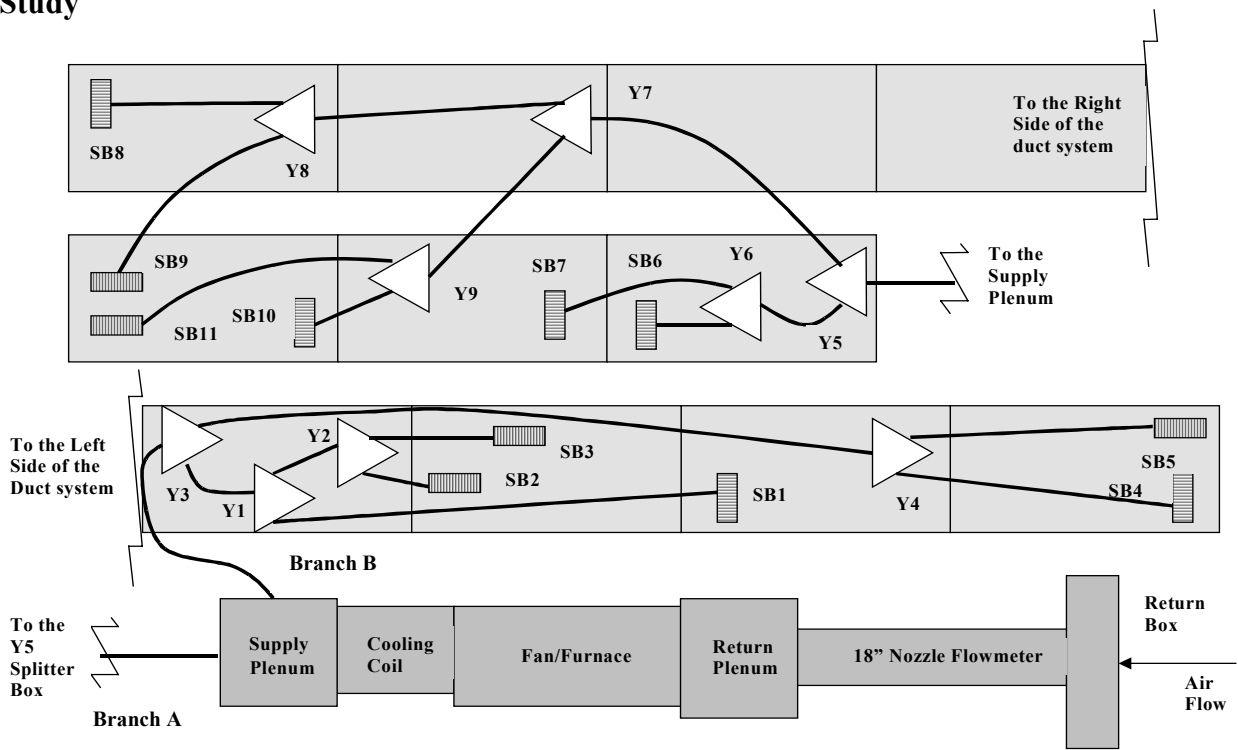 Study
Y7
To the Right
Side of the
duct system
SB8
Y8
SB9
SB7
SB6
Y6
To the
Supply
Plenum
Y9
SB10
SB11
Y5
To the Left
Side of the
Duct system
Y2
SB3
SB5
SB2
SB1
SB4
Y3
Y1
Y4
Branch B
To the
Y5
Splitter
Box
Supply
Plenum
Cooling
Coil
Fan/Furnace
Return
Plenum
18” Nozzle Flowmeter
Return
Box
Air
Flow
Branch A